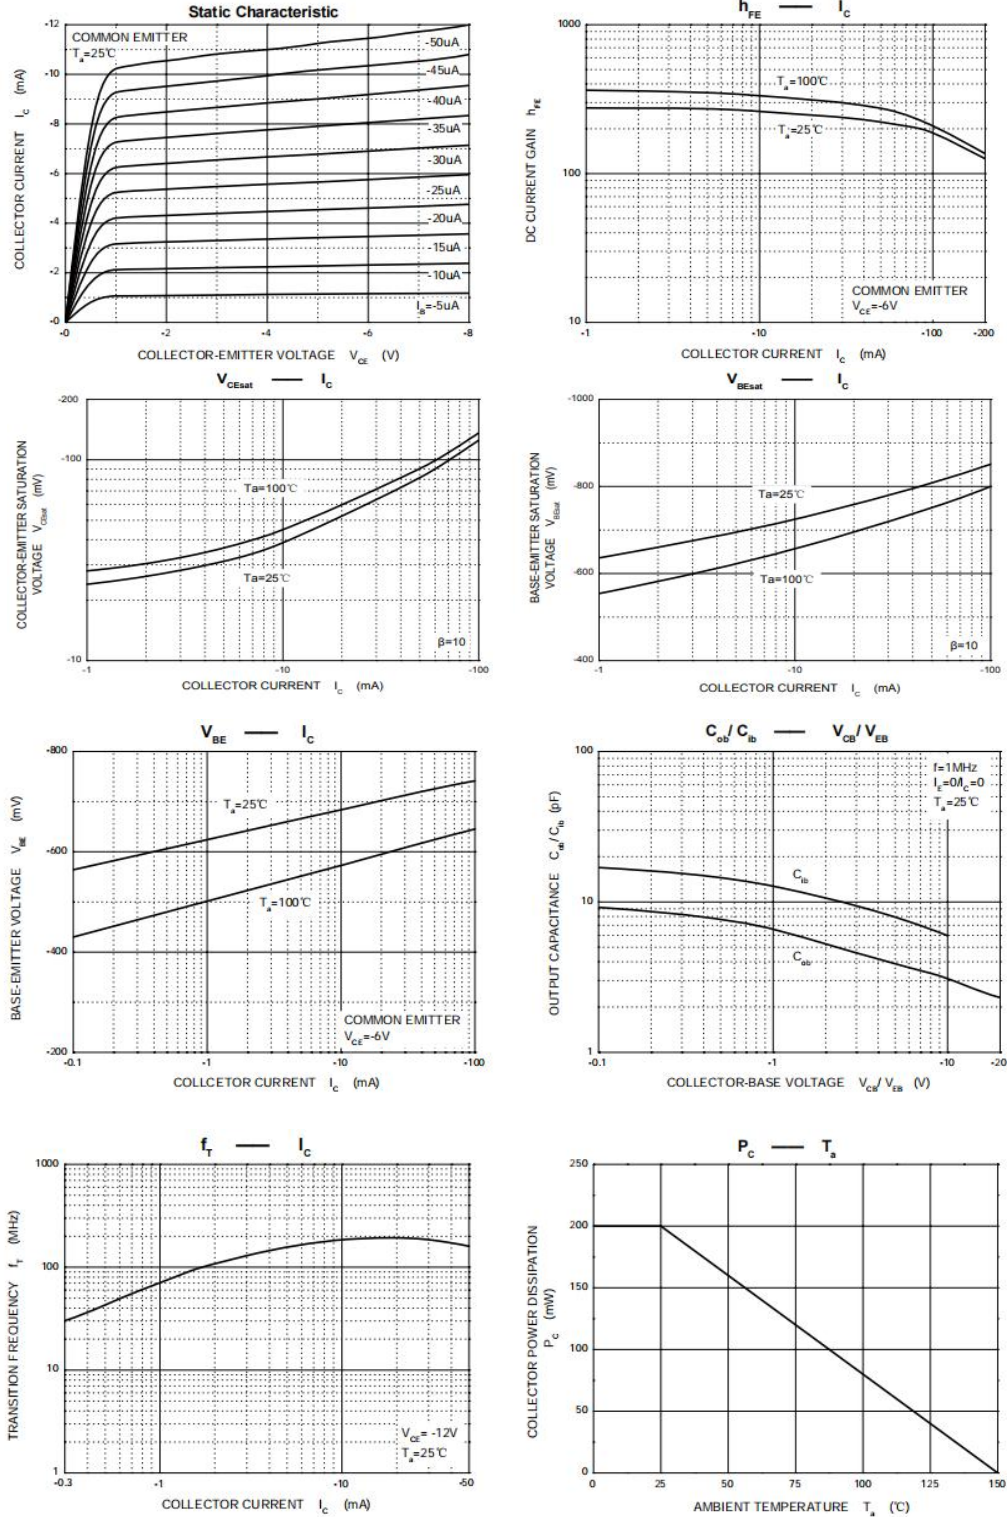 Static Characteristic
COMMON EMITTER
Ta=25℃
-50uA
-45uA
-40uA
-35uA
-30uA
-25uA
-20uA
-15uA
-10uA
IB=-5uA
-12
-10
-8
-6
-4
-2
-0
-0 -2 -4 -6 -8
COLLECTOR CURRENT IC (mA)
COLLECTOR-EMITTER VOLTAGE VCE (V)
hFE —— IC
1000
100
10
Ta=100℃
Ta=25℃
COMMON EMITTER
VCE=-6V
-1 -10 -100 -200
DC CURRENT GAIN hFE
COLLECTOR CURRENT IC (mA)
VCEsat —— IC
-200
-100
-10
Ta=100℃
Ta=25℃
β=10
-1 -10 -100
COLLECTOR-EMITTER SATURATION
VOLTAGE VCEsat (mV)
COLLECTOR CURRENT IC (mA)
VBEsat —— IC
-1000
-800
-600
-400
Ta=25℃
Ta=100℃
β=10
-1 -10 -100
BASE-EMITTER SATURATION
VOLTAGE VBEsat (mV)
COLLECTOR CURRENT IC (mA)
VBE —— IC
-800
-600
-400
-200
Ta=25℃
Ta=100℃
COMMON EMITTER
VCE=-6V
-0.1 -1 -10 -100
BASE-EMITTER VOLTAGE VBE (mV)
COLLCETOR CURRENT IC (mA)
Cob/ Cib —— VCB/ VEB
100
10
1
f=1MHz
IE=0/IC=0
Ta=25℃
Cib
Cob
-0.1 -1 -10 -20
OUTPUT CAPACITANCE Cob/ Cib (pF)
COLLECTOR-BASE VOLTAGE VCB/ VEB (V)
fT —— IC
1000
100
10
1
VCE= -12V
Ta=25℃
-0.3 -1 -10 -50
TRANSITION FREQUENCY fT (MHz)
COLLECTOR CURRENT IC (mA)
PC —— Ta
250
200
150
100
50
0
0 25 50 75 100 125 150
COLLECTOR POWER DISSIPATION
PC (mW)
AMBIENT TEMPERATURE Ta (℃)